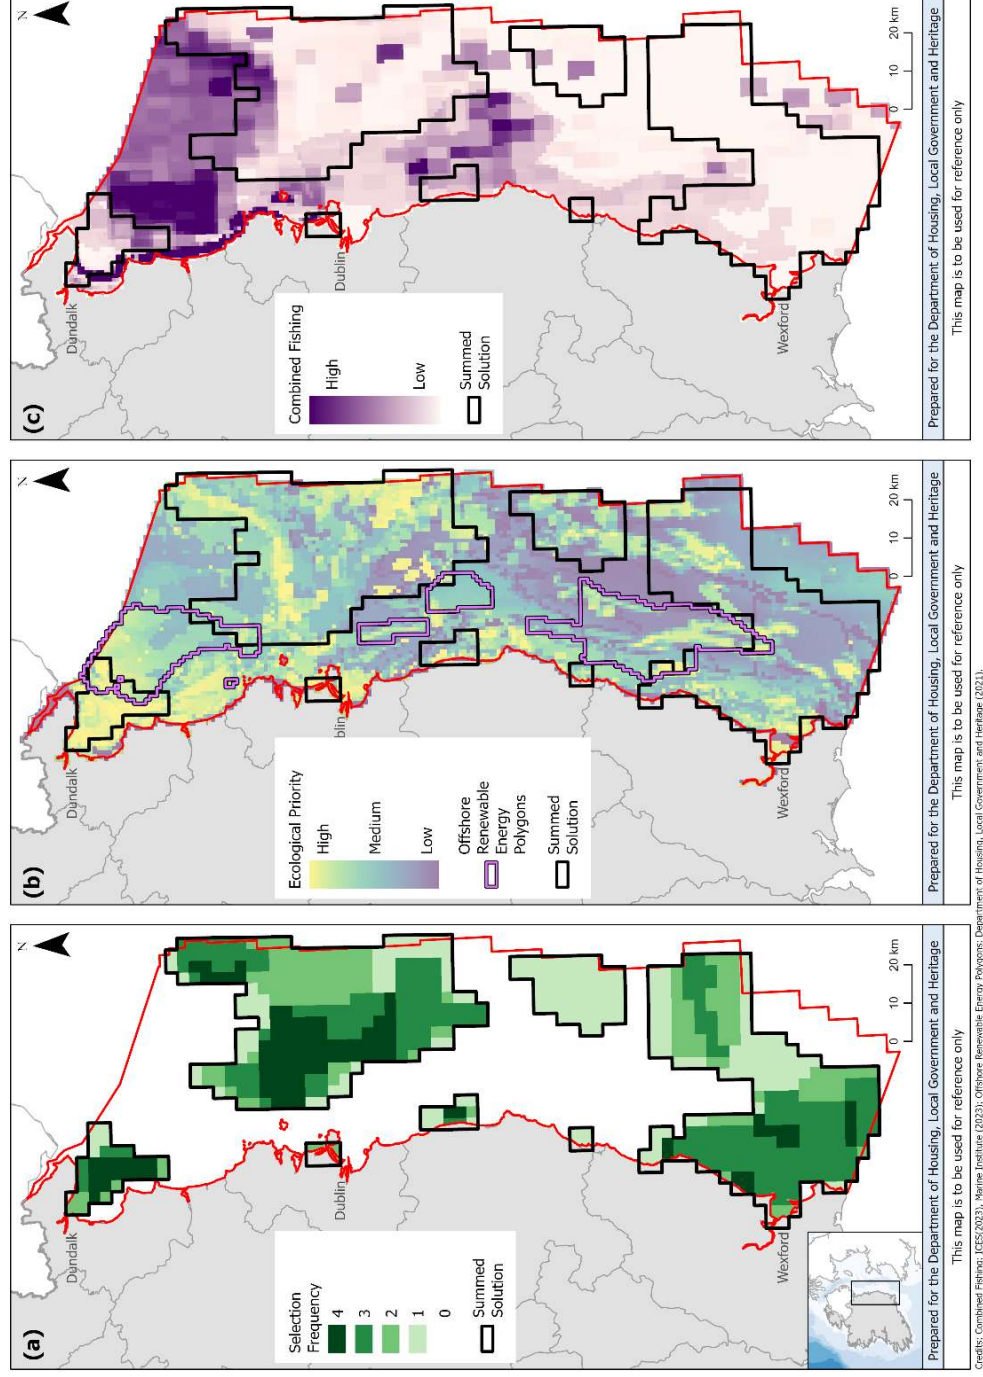 (a)
N
Dundalk
Dublin
Wexford
Selection
Frequency
4
3
2
1
0
Summed
Solution
0 10 20 km
Prepared for the Department of Housing, Local Government and Heritage
This map is to be used for reference only
(b)
N
Dundalk
blin
Wexford
Ecological Priority
High
Medium
Low
Offshore
Renewable
Energy
Polygons
Summed
Solution
0 10 20 km
Prepared for the Department of Housing, Local Government and Heritage
This map is to be used for reference only
(c)
N
Dundalk
Dublin
Wexford
Combined Fishing
High
Low
Summed
Solution
0 10 20 km
Prepared for the Department of Housing, Local Government and Heritage
This map is to be used for reference only
Credits: Combined Fishing: ICES(2023), Marine Institute (2023); Offshore Renewable Energy Polygons: Department of Housing, Local Government and Heritage (2021).